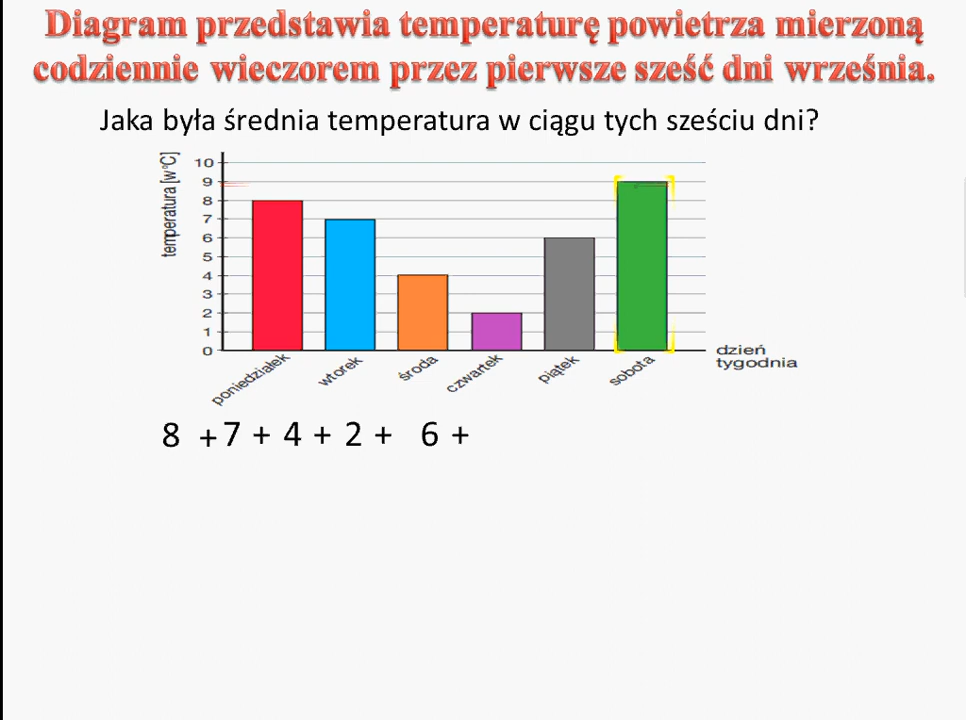 Diagram przedstawia temperaturę powietrza mierzoną
codziennie wieczorem przez pierwsze sześć dni września.
Jaka była średnia temperatura w ciągu tych sześciu dni?
temperatura [w°C]
10
9
8
7
6
5
4
3
2
1
0
poniedziałek
wtorek
środa
czwartek
piątek
sobota
dzień
tygodnia
8 + 7 + 4 + 2 + 6 +